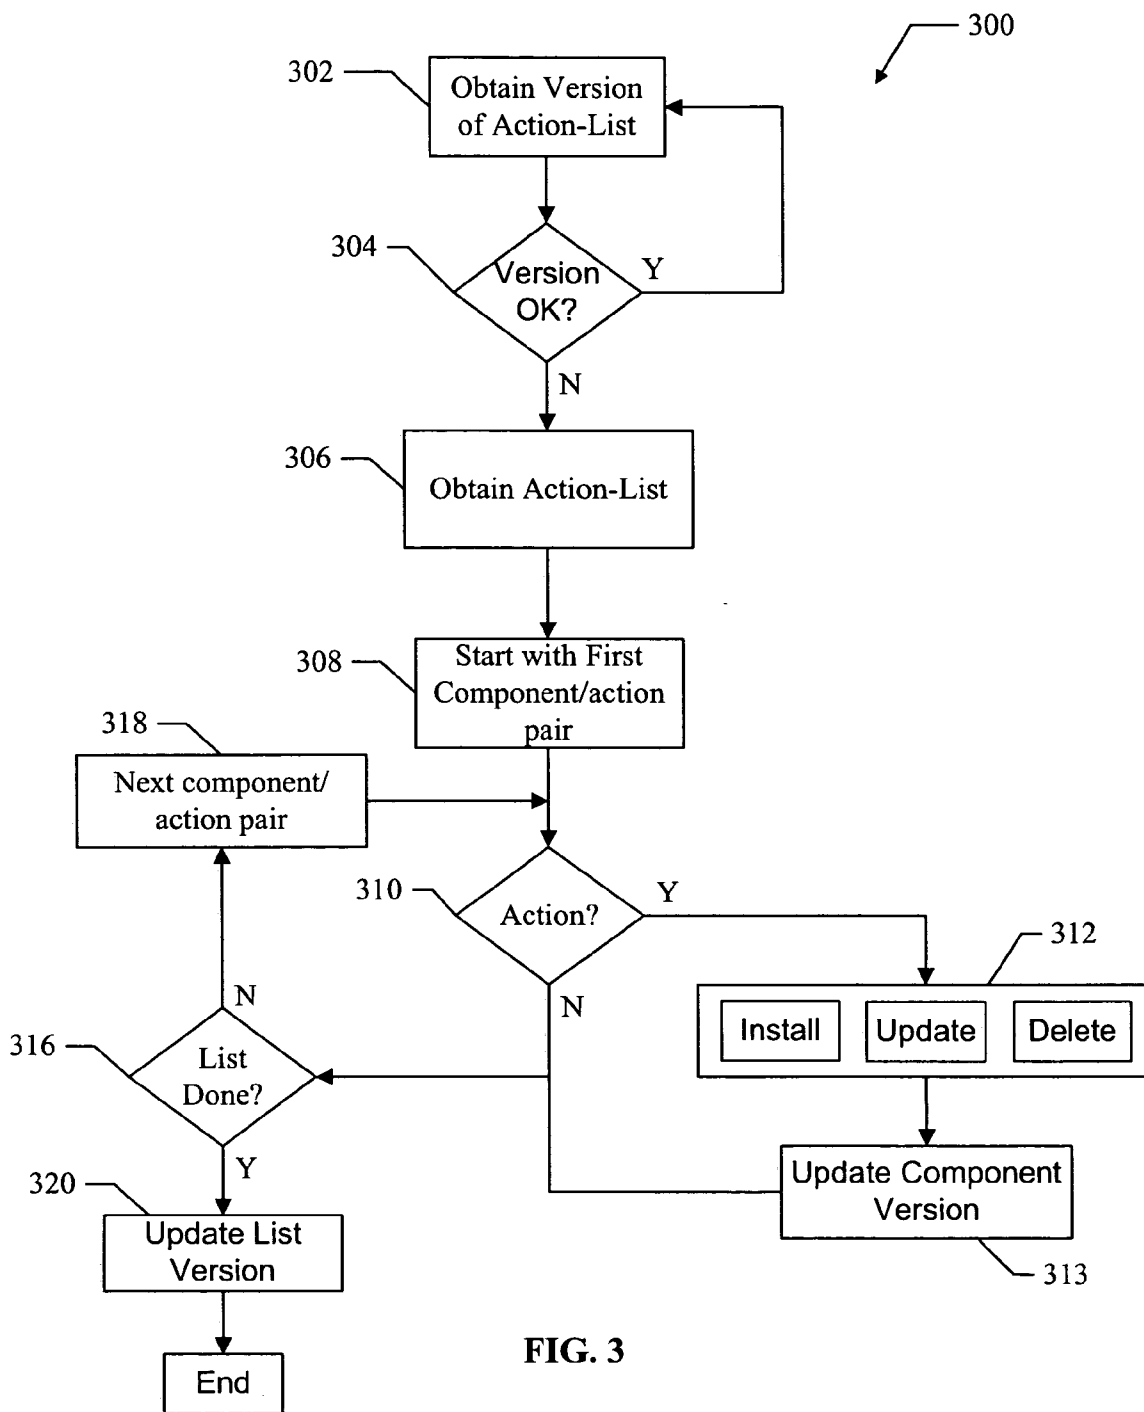 300
302
Obtain Version
of Action-List
304
Version
OK?
Y
N
306
Obtain Action-List
308
Start with First
Component/action
pair
318
Next component/
action pair
310
Action?
Y
N
312
Install
Update
Delete
316
List
Done?
N
Y
Update Component
Version
313
320
Update List
Version
End
FIG. 3